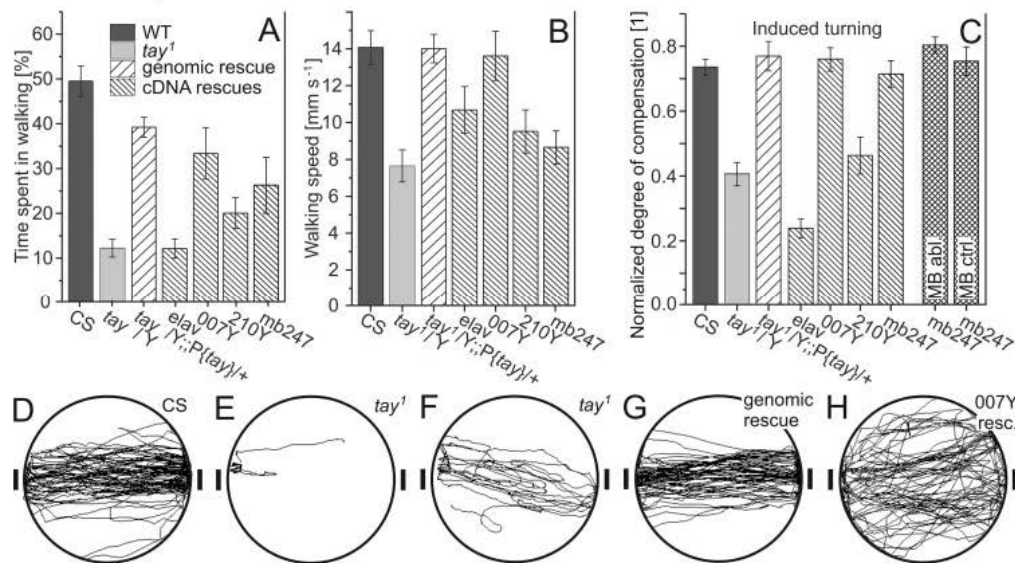 A
Time spent in walking [%]
60
50
40
30
20
10
0
WT
tay¹
genomic rescue
cDNA rescues
CS
tay¹/Y
tay¹/Y;;P{tay}/+
elav
007Y
210Y
mb247
B
Walking speed [mm s⁻¹]
16
14
12
10
8
6
4
2
0
CS
tay¹/Y
tay¹/Y;;P{tay}/+
elav
007Y
210Y
mb247
C
Induced turning
Normalized degree of compensation [1]
0.8
0.6
0.4
0.2
0.0
MB abl
MB ctrl
CS
tay¹/Y
tay¹/Y;;P{tay}/+
elav
007Y
210Y
mb247
mb247
mb247
D
CS
E
tay¹
F
tay¹
G
genomic
rescue
H
007Y
resc.